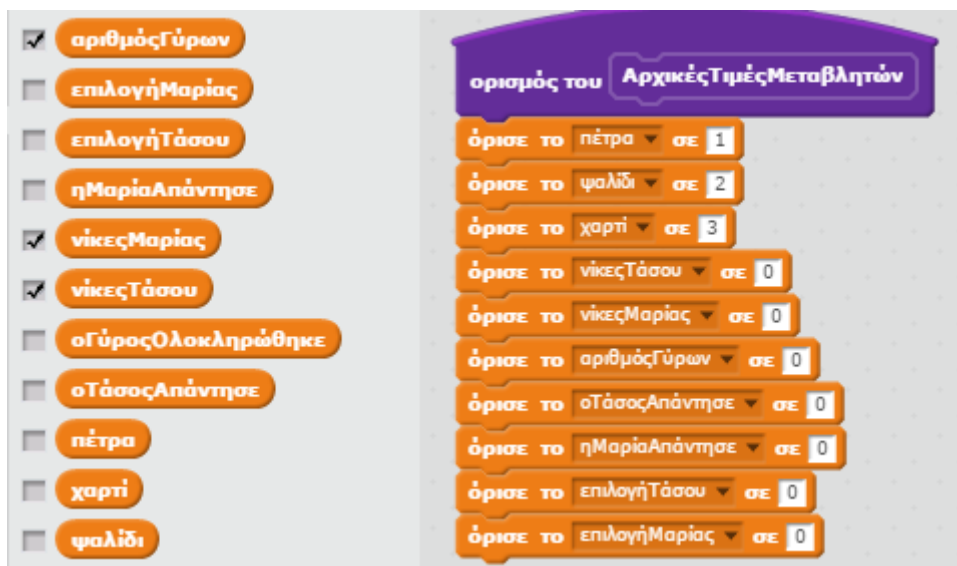 αριθμόςΓύρων
επιλογήΜαρίας
επιλογήΤάσου
ηΜαρίαΑπάντησε
νίκεςΜαρίας
νίκεςΤάσου
οΓύροςΟλοκληρώθηκε
οΤάσοςΑπάντησε
πέτρα
χαρτί
ψαλίδι
ορισμός του ΑρχικέςΤιμέςΜεταβλητών
όρισε το πέτρα σε 1
όρισε το ψαλίδι σε 2
όρισε το χαρτί σε 3
όρισε το νίκεςΤάσου σε 0
όρισε το νίκεςΜαρίας σε 0
όρισε το αριθμόςΓύρων σε 0
όρισε το οΤάσοςΑπάντησε σε 0
όρισε το ηΜαρίαΑπάντησε σε 0
όρισε το επιλογήΤάσου σε 0
όρισε το επιλογήΜαρίας σε 0